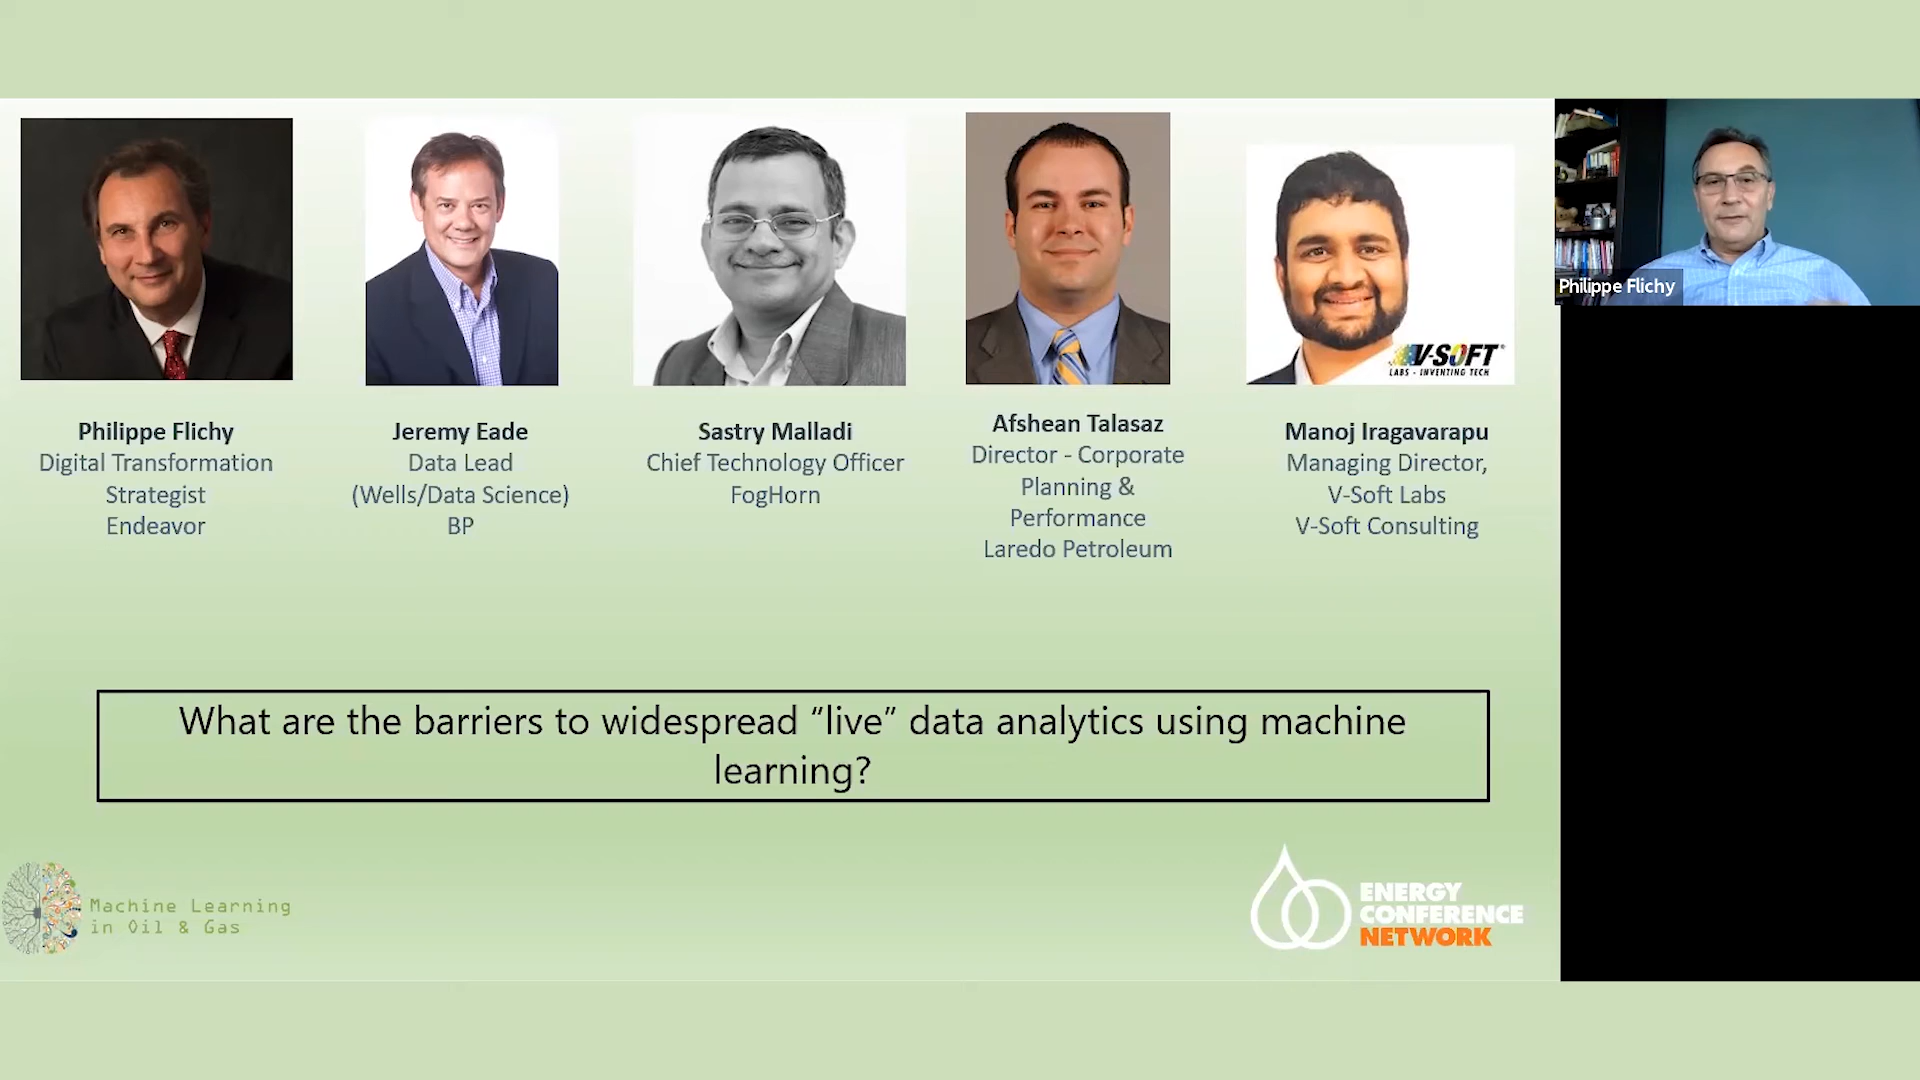 V-SOFT
LABS - INVENTING TECH
Philippe Flichy
Philippe Flichy
Digital Transformation
Strategist
Endeavor
Jeremy Eade
Data Lead
(Wells/Data Science)
BP
Sastry Malladi
Chief Technology Officer
FogHorn
Afshean Talasaz
Director - Corporate
Planning &
Performance
Laredo Petroleum
Manoj Iragavarapu
Managing Director,
V-Soft Labs
V-Soft Consulting
What are the barriers to widespread “live” data analytics using machine
learning?
Machine Learning
in Oil & Gas
ENERGY
CONFERENCE
NETWORK